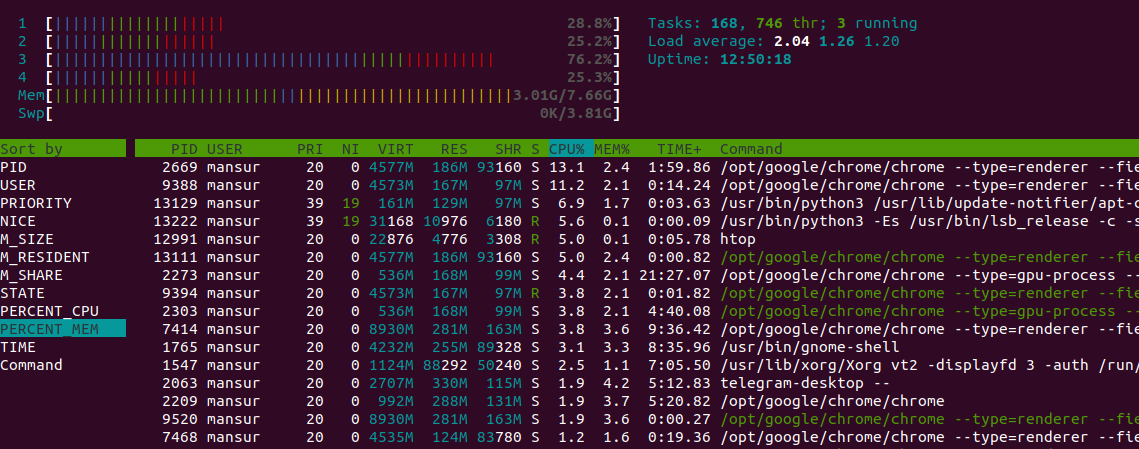 1 [|||||||||||||||||||| 28.8%] Tasks: 168, 746 thr; 3 running
2 [||||||||||||||||||| 25.2%] Load average: 2.04 1.26 1.20
3 [|||||||||||||||||||||||||||||||||||||||||||||||||| 76.2%] Uptime: 12:50:18
4 [||||||||||||||||| 25.3%]
Mem[||||||||||||||||||||||||||||||||||||||||||||||||||||3.01G/7.66G]
Swp[ 0K/3.81G]
Sort by PID USER PRI NI VIRT RES SHR S CPU% MEM% TIME+ Command
PID 2669 mansur 20 0 4577M 186M 93160 S 13.1 2.4 1:59.86 /opt/google/chrome/chrome --type=renderer --fie
USER 9388 mansur 20 0 4573M 167M 97M S 11.2 2.1 0:14.24 /opt/google/chrome/chrome --type=renderer --fie
PRIORITY 13129 mansur 39 19 161M 129M 97M S 6.9 1.7 0:03.63 /usr/bin/python3 /usr/lib/update-notifier/apt-c
NICE 13222 mansur 39 19 31168 10976 6180 R 5.6 0.1 0:00.09 /usr/bin/python3 -Es /usr/bin/lsb_release -c -s
M_SIZE 12991 mansur 20 0 22876 4776 3308 R 5.0 0.1 0:05.78 htop
M_RESIDENT 13111 mansur 20 0 4577M 186M 93160 S 5.0 2.4 0:00.82 /opt/google/chrome/chrome --type=renderer --fie
M_SHARE 2273 mansur 20 0 536M 168M 99M S 4.4 2.1 21:27.07 /opt/google/chrome/chrome --type=gpu-process --
STATE 9394 mansur 20 0 4573M 167M 97M R 3.8 2.1 0:01.82 /opt/google/chrome/chrome --type=renderer --fie
PERCENT_CPU 2303 mansur 20 0 536M 168M 99M S 3.8 2.1 4:40.08 /opt/google/chrome/chrome --type=gpu-process --
PERCENT_MEM 7414 mansur 20 0 8930M 281M 163M S 3.8 3.6 9:36.42 /opt/google/chrome/chrome --type=renderer --fie
TIME 1765 mansur 20 0 4232M 255M 89328 S 3.1 3.3 8:35.96 /usr/bin/gnome-shell
Command 1547 mansur 20 0 1124M 88292 50240 S 2.5 1.1 7:05.50 /usr/lib/xorg/Xorg vt2 -displayfd 3 -auth /run/
2063 mansur 20 0 2707M 330M 115M S 1.9 4.2 5:12.83 telegram-desktop --
2209 mansur 20 0 992M 288M 131M S 1.9 3.7 5:20.82 /opt/google/chrome/chrome
9520 mansur 20 0 8930M 281M 163M S 1.9 3.6 0:00.27 /opt/google/chrome/chrome --type=renderer --fie
7468 mansur 20 0 4535M 124M 83780 S 1.2 1.6 0:19.36 /opt/google/chrome/chrome --type=renderer --fie